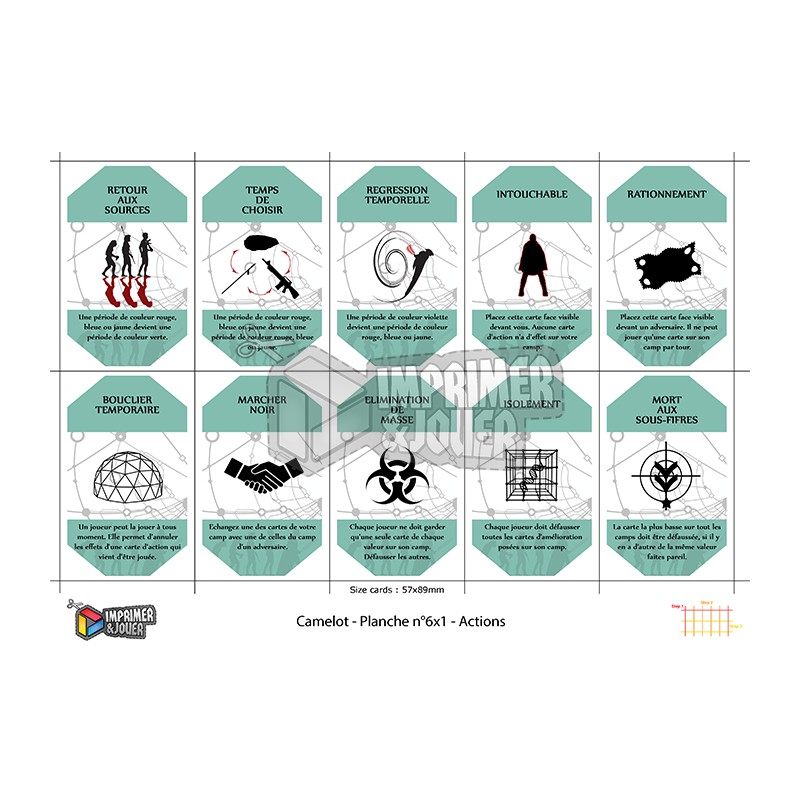 RETOUR
AUX
SOURCES
Une période de couleur rouge,
bleue ou jaune devient une
période de couleur verte.
TEMPS
DE
CHOISIR
Une période de couleur rouge,
bleue ou jaune devient une
période de couleur rouge, bleue
ou jaune.
REGRESSION
TEMPORELLE
Une période de couleur violette
devient une période de couleur
rouge, bleue ou jaune.
INTOUCHABLE
Placez cette carte face visible
devant vous. Aucune carte
d'action n'a d'effet sur votre
camp.
RATIONNEMENT
Placez cette carte face visible
devant un adversaire. Il ne peut
jouer qu'une carte sur son
camp par tour.
BOUCLIER
TEMPORAIRE
Un joueur peut la jouer à tous
moment. Elle permet d'annuler
les effets d'une carte d'action qui
vient d'être jouée.
MARCHER
NOIR
Echangez une des cartes de votre
camp avec une de celles du camp
d'un adversaire.
ELIMINATION
DE
MASSE
Chaque joueur ne doit garder
qu'une seule carte de chaque
valeur sur son camp.
Défausser les autres.
ISOLEMENT
Chaque joueur doit défausser
toutes les cartes d'amélioration
posées sur son camp.
MORT
AUX
SOUS-FIFRES
La carte la plus basse sur tout les
camps doit être défaussée, si il y
en a d'autre de la même valeur
faites pareil.
IMPRIMER
&JOUER
Size cards : 57x89mm
IMPRIMER
&JOUER
Camelot - Planche n°6x1 - Actions
Step 1
Step 2
Step 3